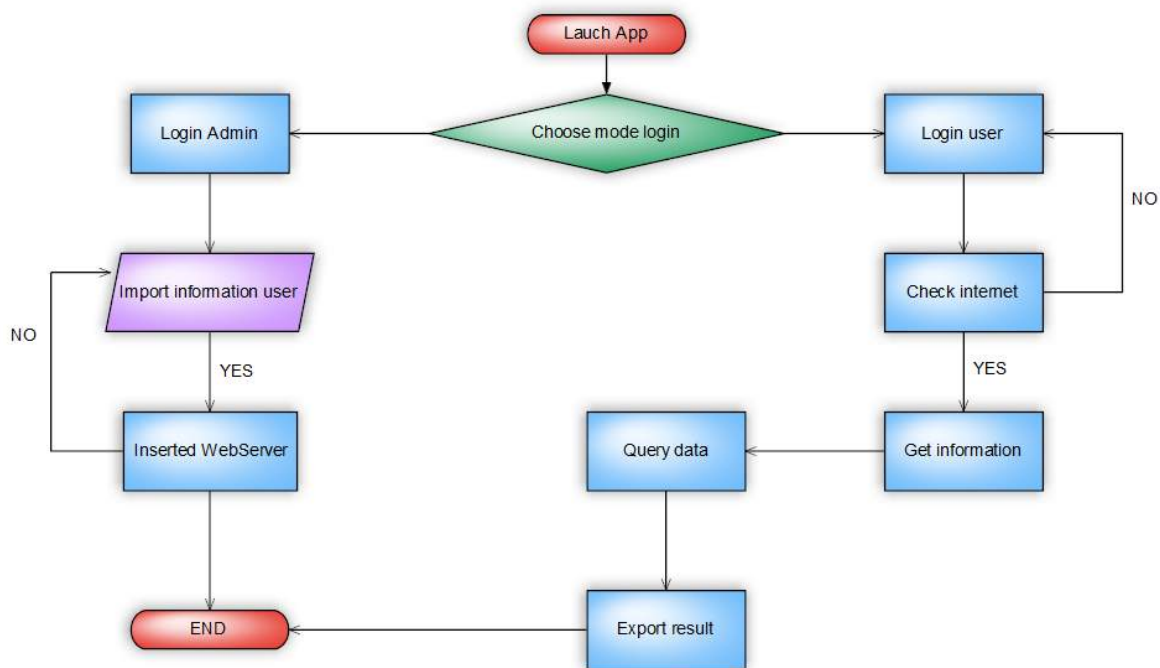 Lauch App
Login Admin
Choose mode login
Login user
NO
Import information user
Check internet
NO
YES
YES
Inserted WebServer
Query data
Get information
END
Export result